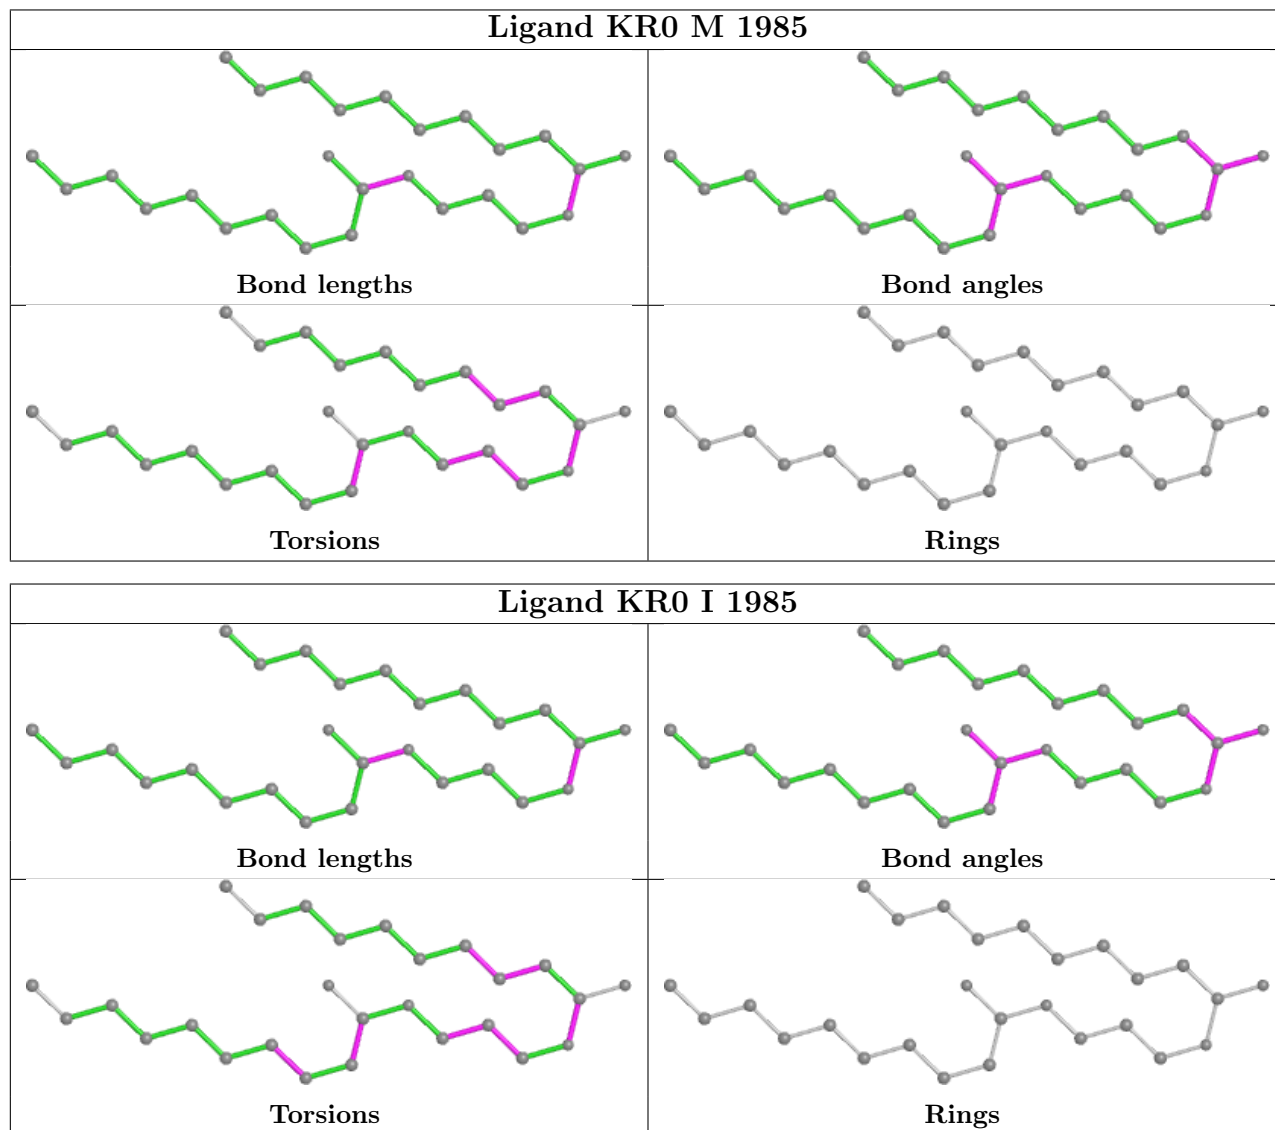 Ligand KR0 M 1985
Bond lengths
Bond angles
Torsions
Rings
Ligand KR0 I 1985
Bond lengths
Bond angles
Torsions
Rings